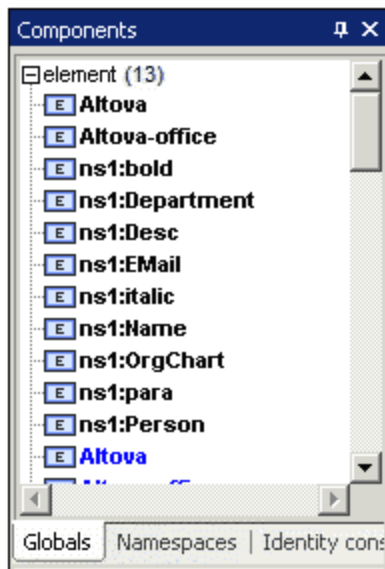 Components
element (13)
E Altova
E Altova-office
E ns1:bold
E ns1:Department
E ns1:Desc
E ns1:EMail
E ns1:italic
E ns1:Name
E ns1:OrgChart
E ns1:para
E ns1:Person
E Altova
Globals Namespaces | Identity cons